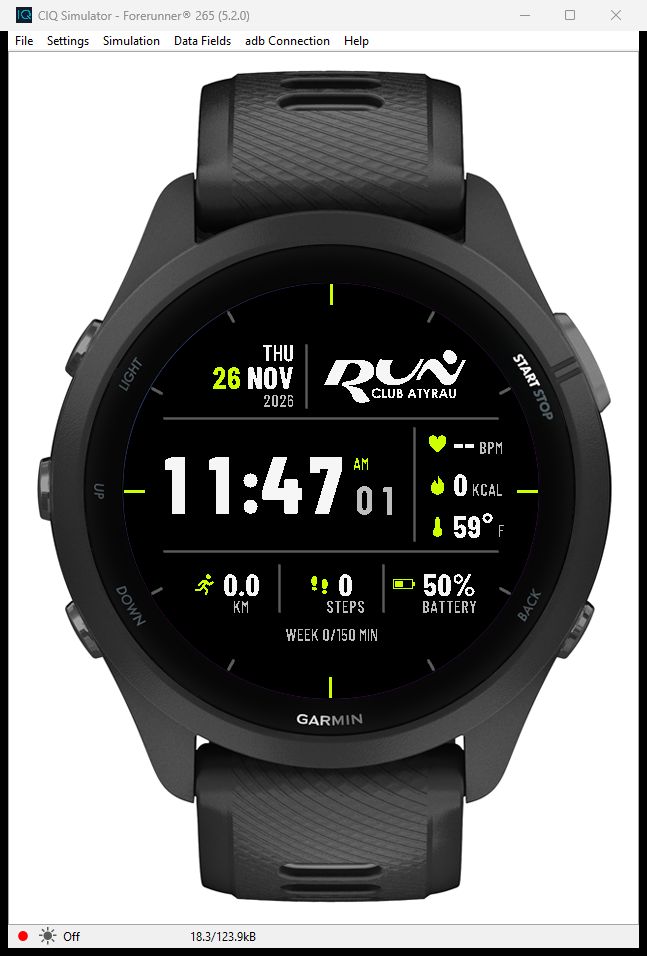 CIQ Simulator - Forerunner® 265 (5.2.0)
File Settings Simulation Data Fields adb Connection Help
LIGHT
START STOP
UP
DOWN
BACK
THU
26 NOV
2026
RUN
CLUB ATYRAU
11:47 AM
01
-- BPM
0 KCAL
59° F
0.0
KM
0
STEPS
50%
BATTERY
WEEK 0/150 MIN
GARMIN
Off 18.3/123.9kB